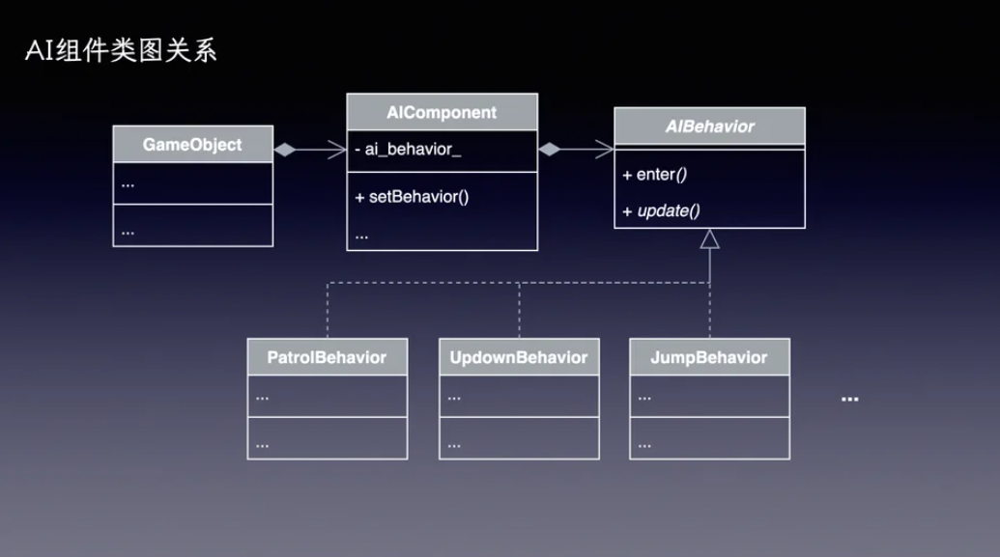 AI组件类图关系
GameObject
...
...
AIComponent
- ai_behavior_
+ setBehavior()
...
AIBehavior
+ enter()
+ update()
PatrolBehavior
...
...
UpdownBehavior
...
...
JumpBehavior
...
...
...